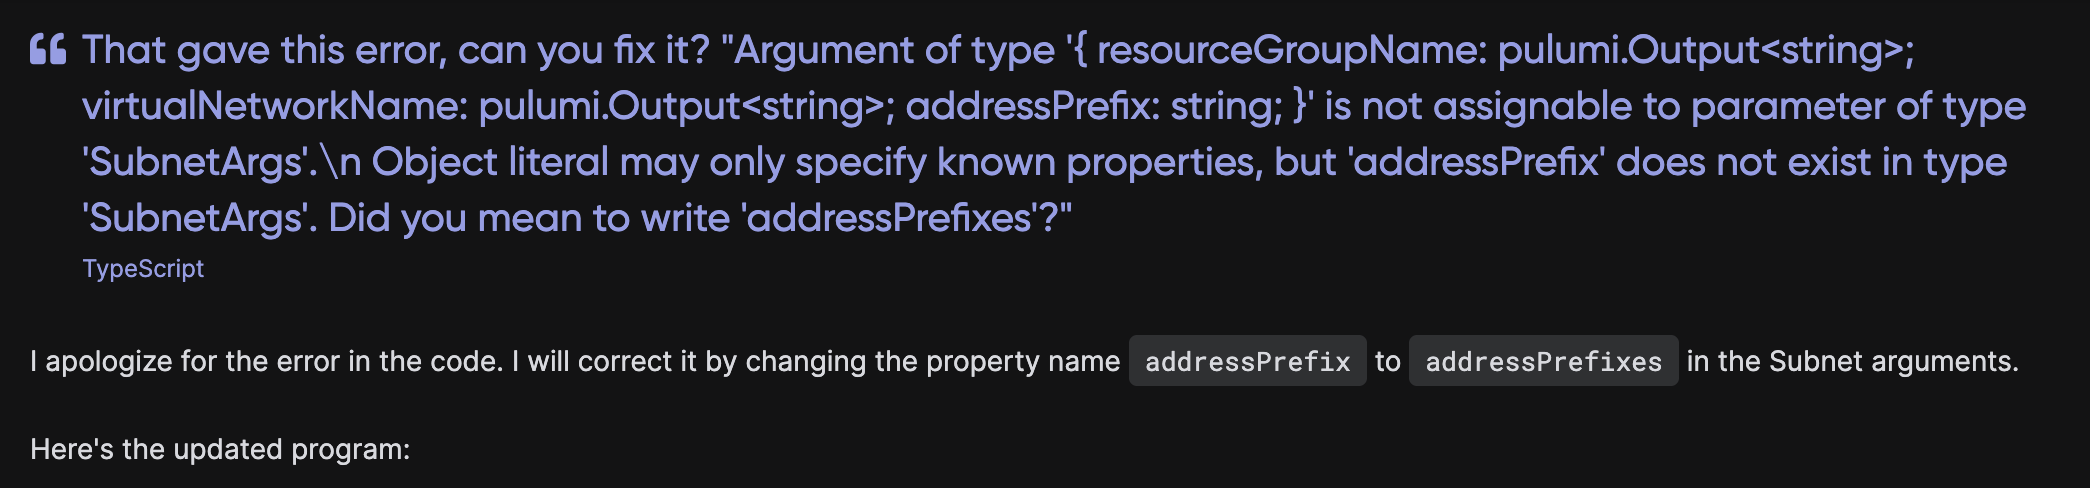 That gave this error, can you fix it? "Argument of type '{ resourceGroupName: pulumi.Output<string>;
virtualNetworkName: pulumi.Output<string>; addressPrefix: string; }' is not assignable to parameter of type
'SubnetArgs'.\n Object literal may only specify known properties, but 'addressPrefix' does not exist in type
'SubnetArgs'. Did you mean to write 'addressPrefixes'?"
TypeScript
I apologize for the error in the code. I will correct it by changing the property name addressPrefix to addressPrefixes in the Subnet arguments.
Here's the updated program: